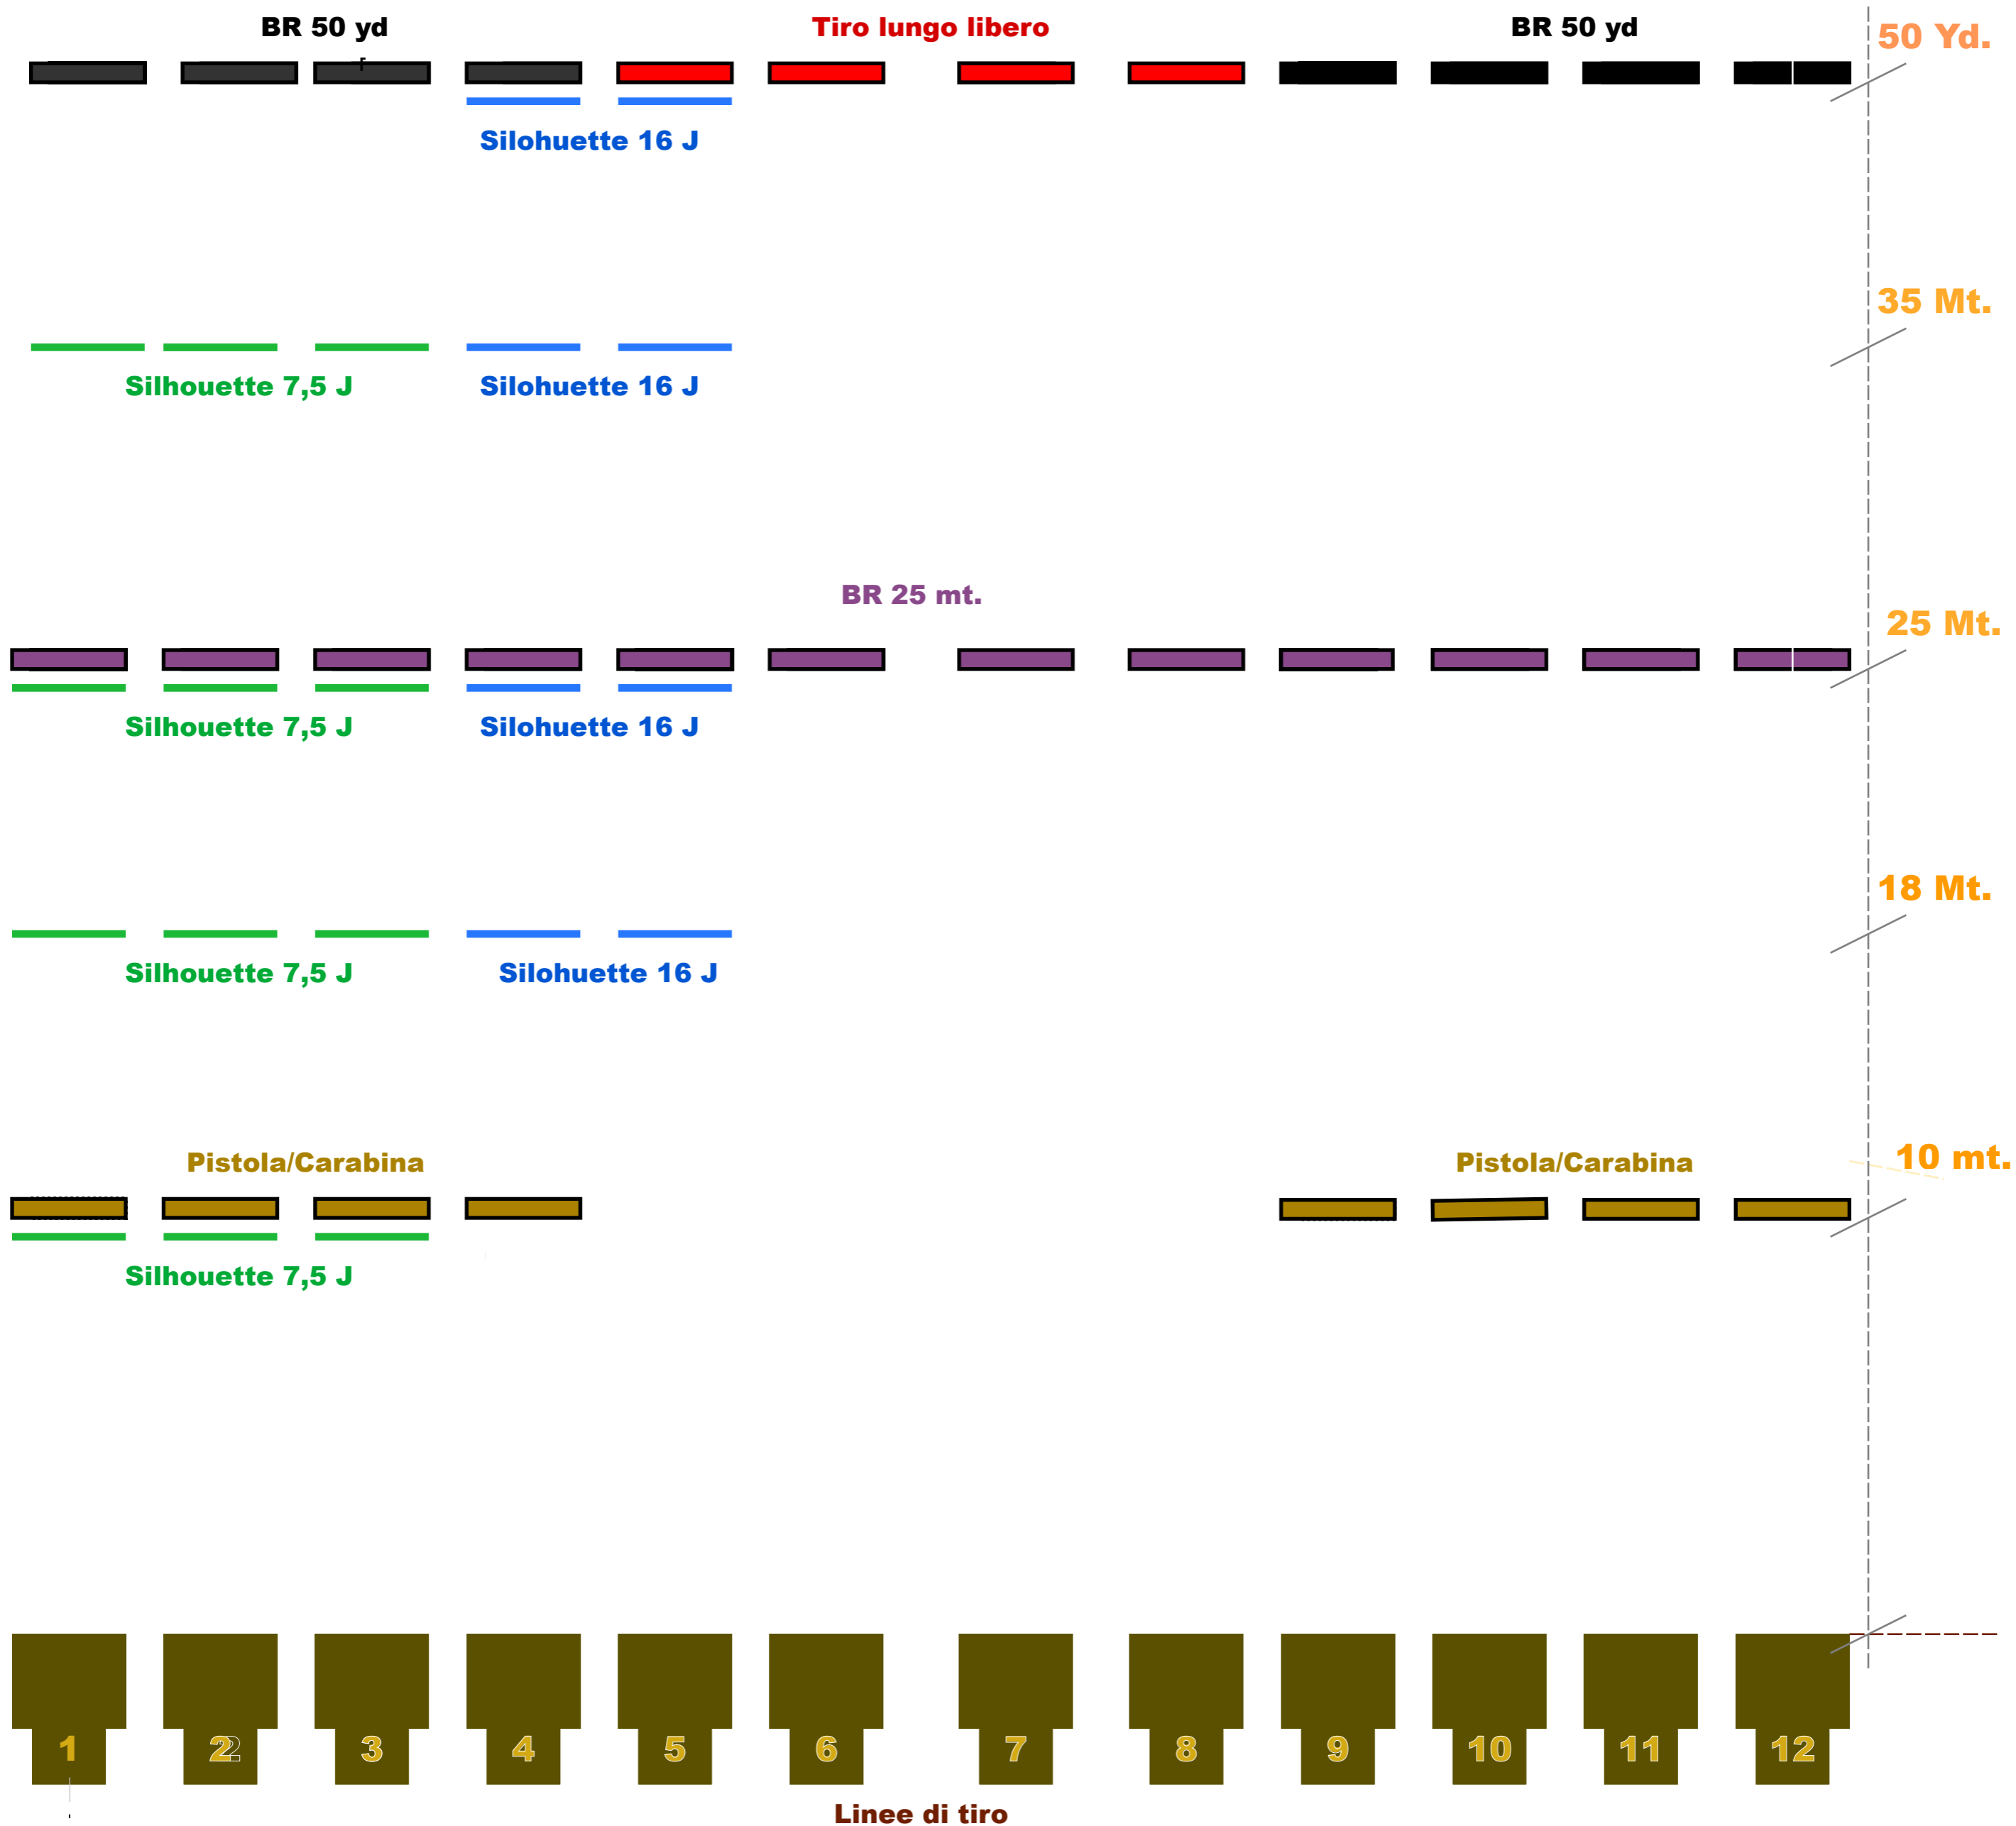 BR 50 yd
Tiro lungo libero
BR 50 yd
50 Yd.
Silohuette 16 J
35 Mt.
Silhouette 7,5 J
Silohuette 16 J
BR 25 mt.
25 Mt.
Silhouette 7,5 J
Silohuette 16 J
18 Mt.
Silhouette 7,5 J
Silohuette 16 J
Pistola/Carabina
Pistola/Carabina
10 mt.
Silhouette 7,5 J
1 2 3 4 5 6 7 8 9 10 11 12
Linee di tiro